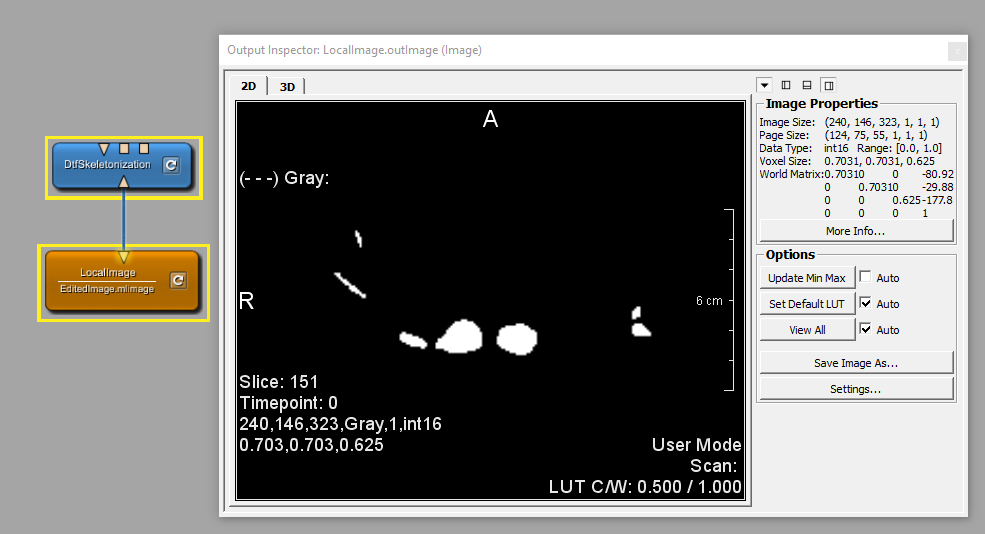 DtfSkeletonization
LocalImage
EditedImage.mlimage
Output Inspector: LocalImage.outImage (Image)
x
2D 3D
A
(- - -) Gray:
R
6 cm
Slice: 151
Timepoint: 0
240,146,323,Gray,1,int16
0.703,0.703,0.625
User Mode
Scan:
LUT C/W: 0.500 / 1.000
Image Properties
Image Size: (240, 146, 323, 1, 1, 1)
Page Size: (124, 75, 55, 1, 1, 1)
Data Type: int16 Range: [0.0, 1.0]
Voxel Size: 0.7031, 0.7031, 0.625
World Matrix:0.70310 0 -80.92
0 0.70310 -29.88
0 0 0.625-177.8
0 0 0 1
More Info...
Options
Update Min Max Auto
Set Default LUT Auto
View All Auto
Save Image As...
Settings...